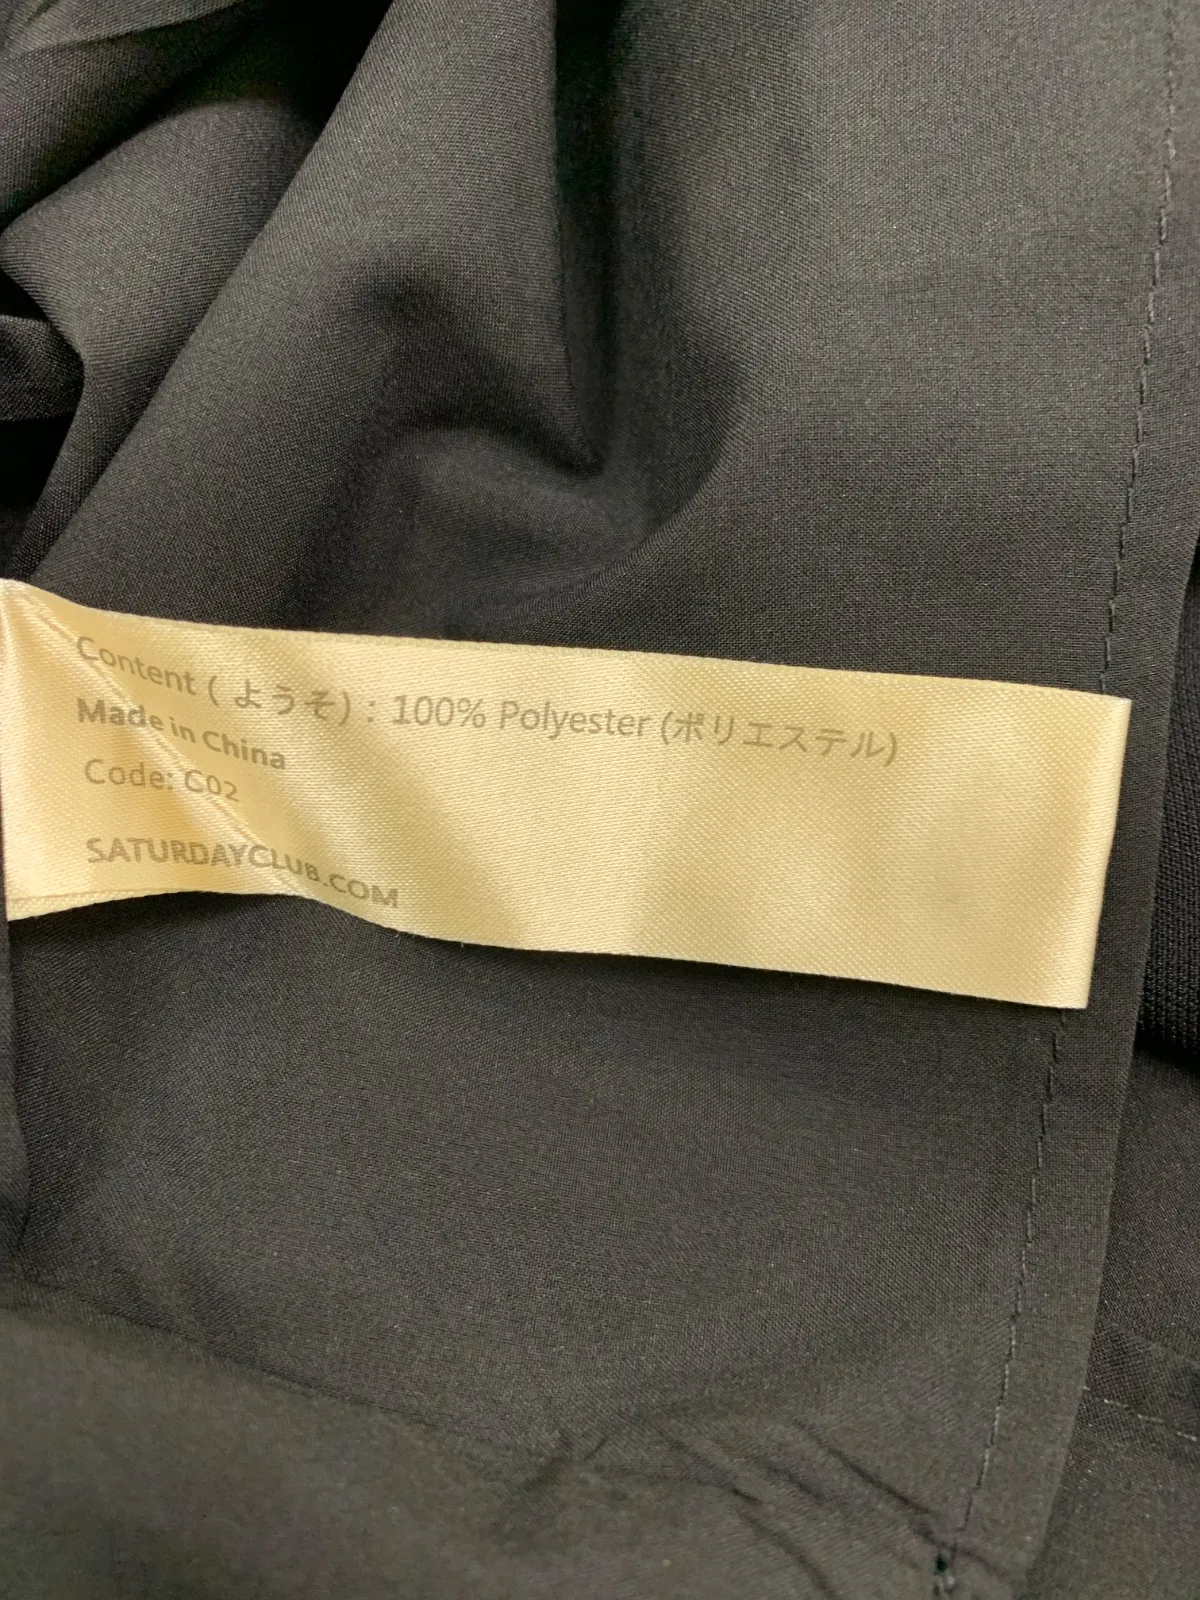 Content ( ようそ) : 100% Polyester (ポリエステル)
Made in China
Code: C02
SATURDAYCLUB.COM